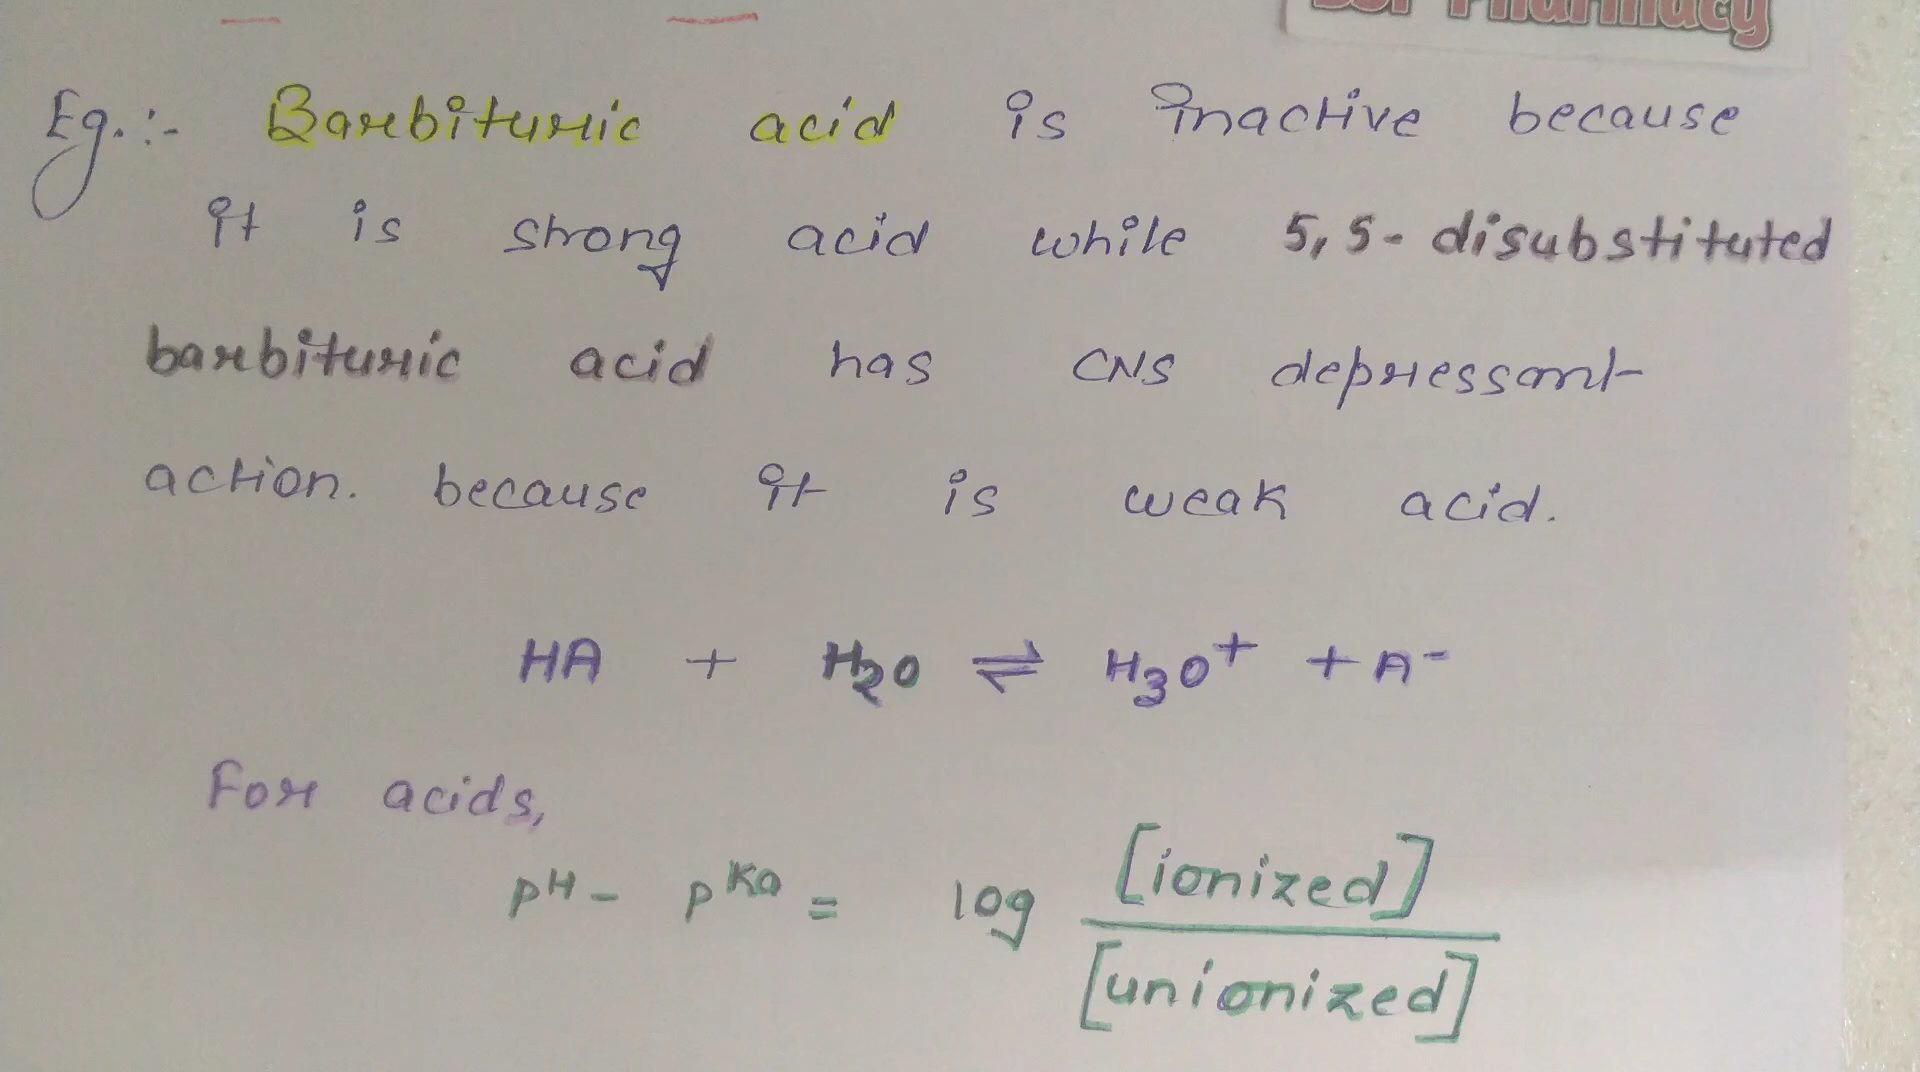 Pharmacy
Eg.:- Barbituric acid is inactive because
it is strong acid while 5,5- disubstituted
barbituric acid has CNS depressant
action. because it is weak acid.
HA + H₂O ⇌ H₃O⁺ + A⁻
For acids,
pH - pKa = log [ionized]
[unionized]